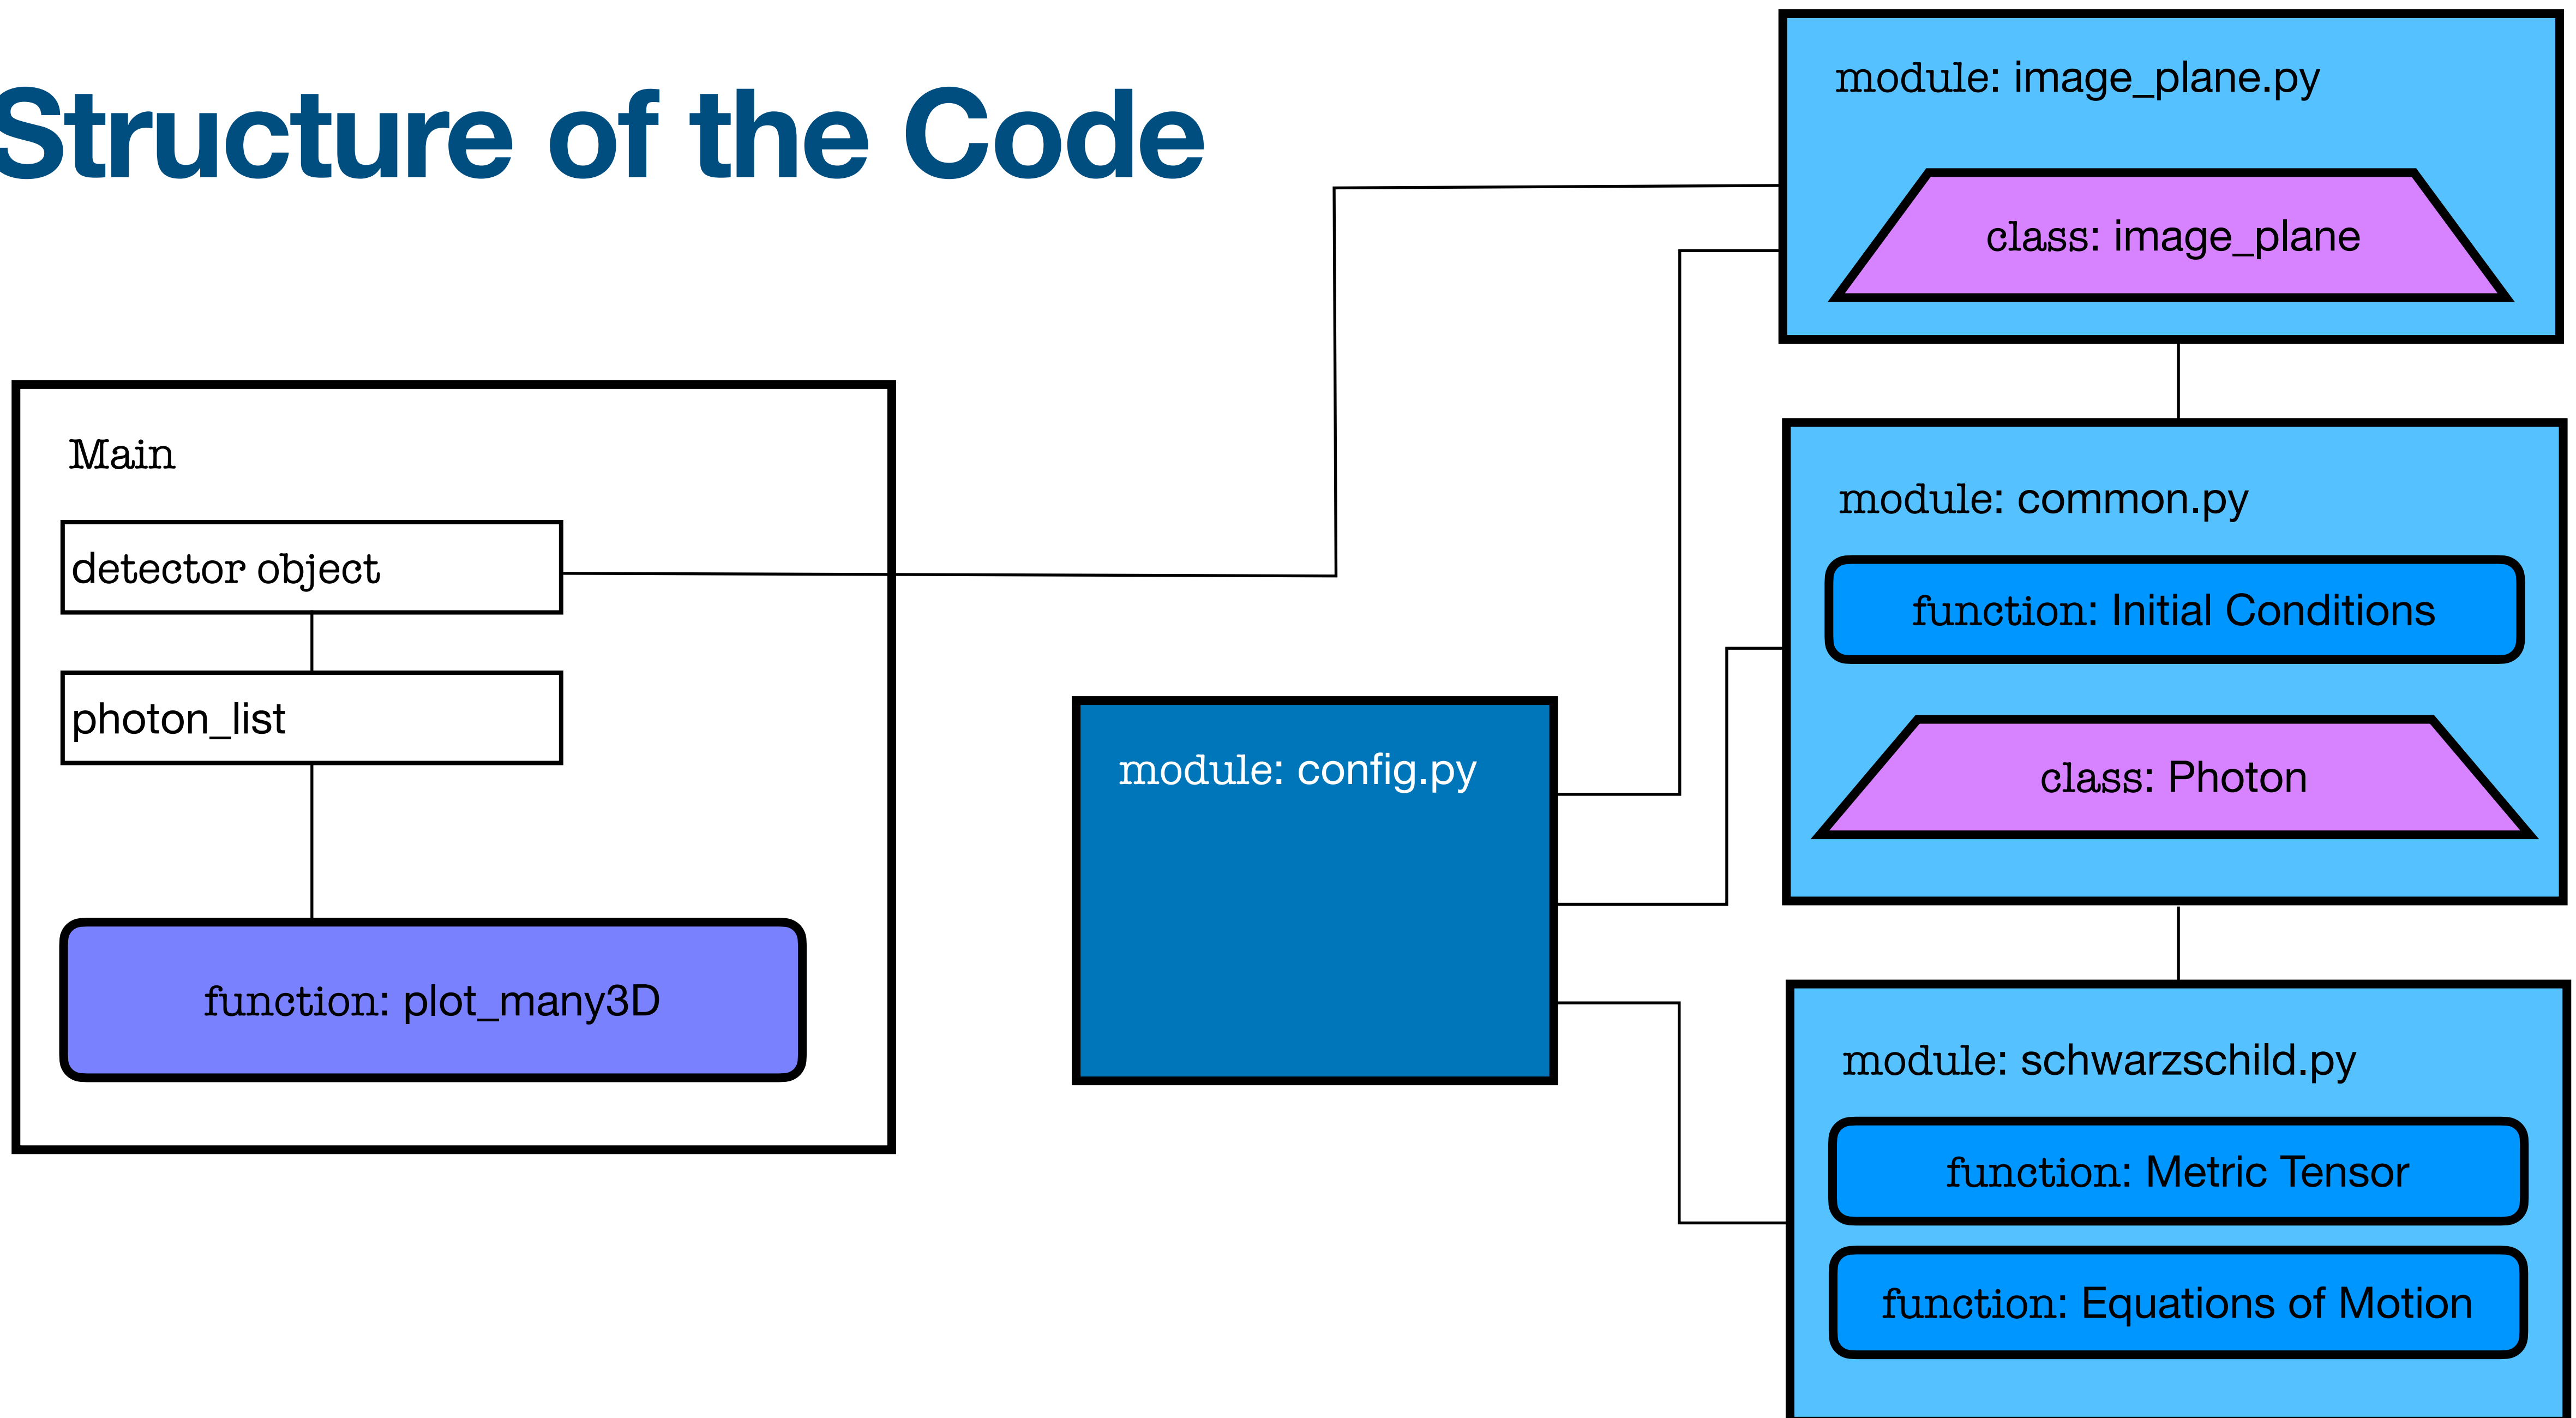 Structure of the Code
Main
detector object
photon_list
function: plot_many3D
module: config.py
module: image_plane.py
class: image_plane
module: common.py
function: Initial Conditions
class: Photon
module: schwarzschild.py
function: Metric Tensor
function: Equations of Motion